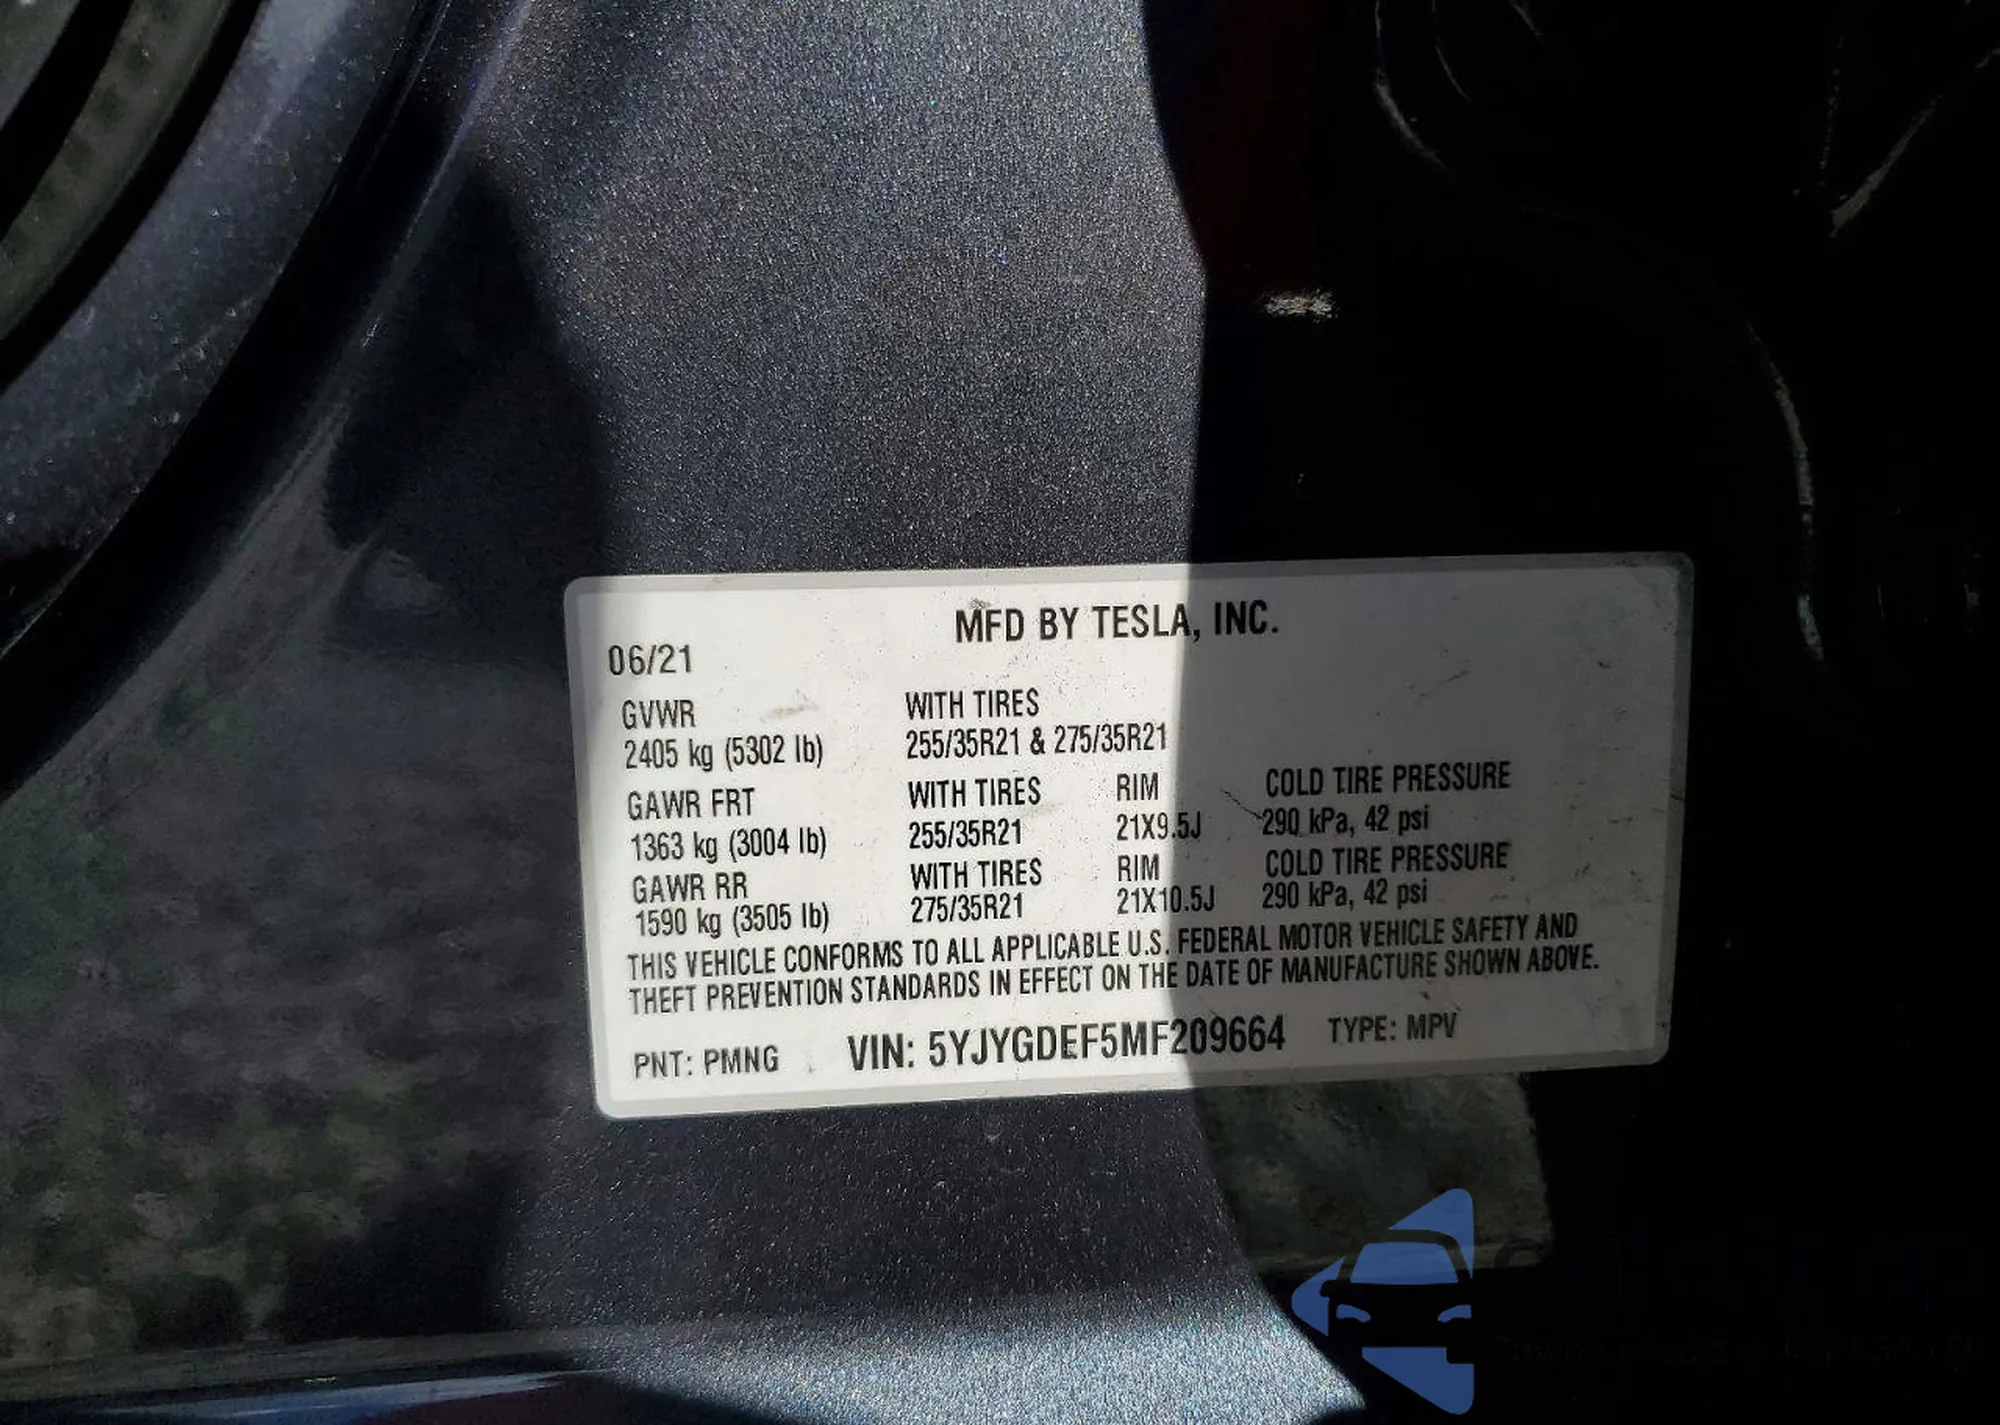 MFD BY TESLA, INC.
06/21
GVWR WITH TIRES
2405 kg (5302 lb) 255/35R21 & 275/35R21
GAWR FRT WITH TIRES RIM COLD TIRE PRESSURE
1363 kg (3004 lb) 255/35R21 21X9.5J 290 kPa, 42 psi
GAWR RR WITH TIRES RIM COLD TIRE PRESSURE
1590 kg (3505 lb) 275/35R21 21X10.5J 290 kPa, 42 psi
THIS VEHICLE CONFORMS TO ALL APPLICABLE U.S. FEDERAL MOTOR VEHICLE SAFETY AND
THEFT PREVENTION STANDARDS IN EFFECT ON THE DATE OF MANUFACTURE SHOWN ABOVE.
PNT: PMNG VIN: 5YJYGDEF5MF209664 TYPE: MPV